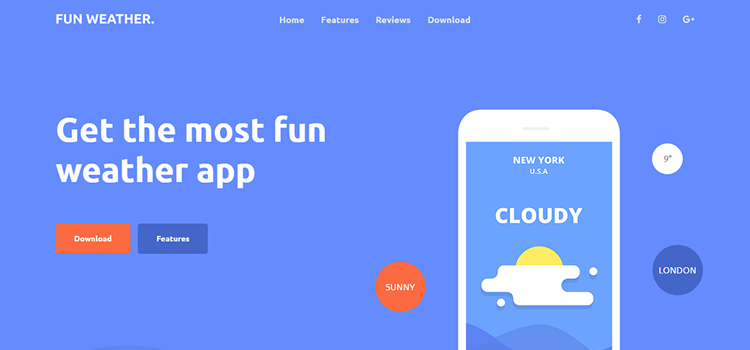 FUN WEATHER.
Home
Features
Reviews
Download
Get the most fun
weather app
Download
Features
NEW YORK
U.S.A
CLOUDY
9°
SUNNY
LONDON